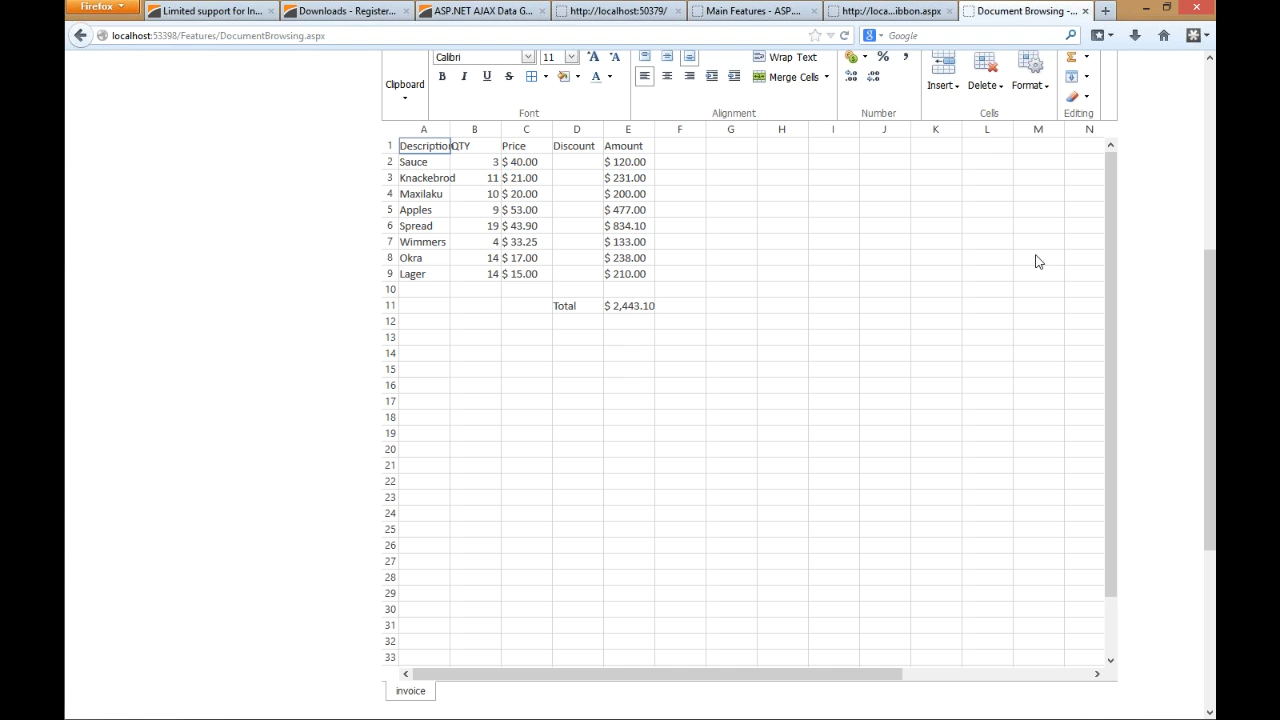 Firefox
Limited support for In...
Downloads - Register...
ASP.NET AJAX Data G...
http://localhost:50379/
Main Features - ASP....
http://loca...ibbon.aspx
Document Browsing -...
localhost:53398/Features/DocumentBrowsing.aspx
Google
Clipboard
Calibri
11
A A
B I U S A
Font
Wrap Text
Merge Cells
Alignment
% ,
Number
Insert
Delete
Format
Cells
Editing
A B C D E F G H I J K L M N
1 Description QTY Price Discount Amount
2 Sauce 3 $ 40.00 $ 120.00
3 Knackebrod 11 $ 21.00 $ 231.00
4 Maxilaku 10 $ 20.00 $ 200.00
5 Apples 9 $ 53.00 $ 477.00
6 Spread 19 $ 43.90 $ 834.10
7 Wimmers 4 $ 33.25 $ 133.00
8 Okra 14 $ 17.00 $ 238.00
9 Lager 14 $ 15.00 $ 210.00
10
11 Total $ 2,443.10
12
13
14
15
16
17
18
19
20
21
22
23
24
25
26
27
28
29
30
31
32
33
invoice